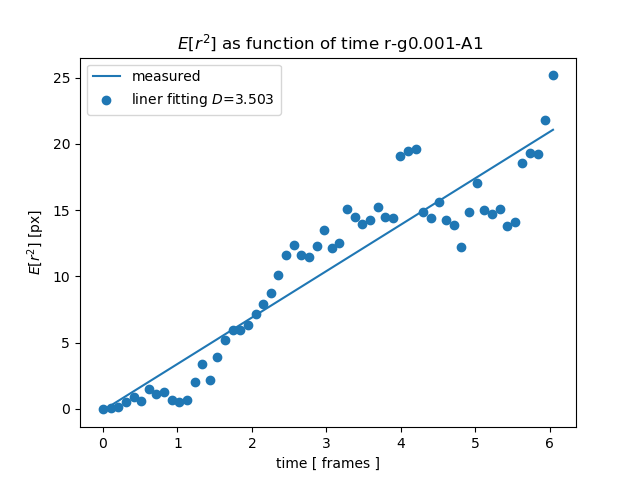 E[r²] as function of time r-g0.001-A1
measured
liner fitting D=3.503
E[r²] [px]
25
20
15
10
5
0
0 1 2 3 4 5 6
time [ frames ]